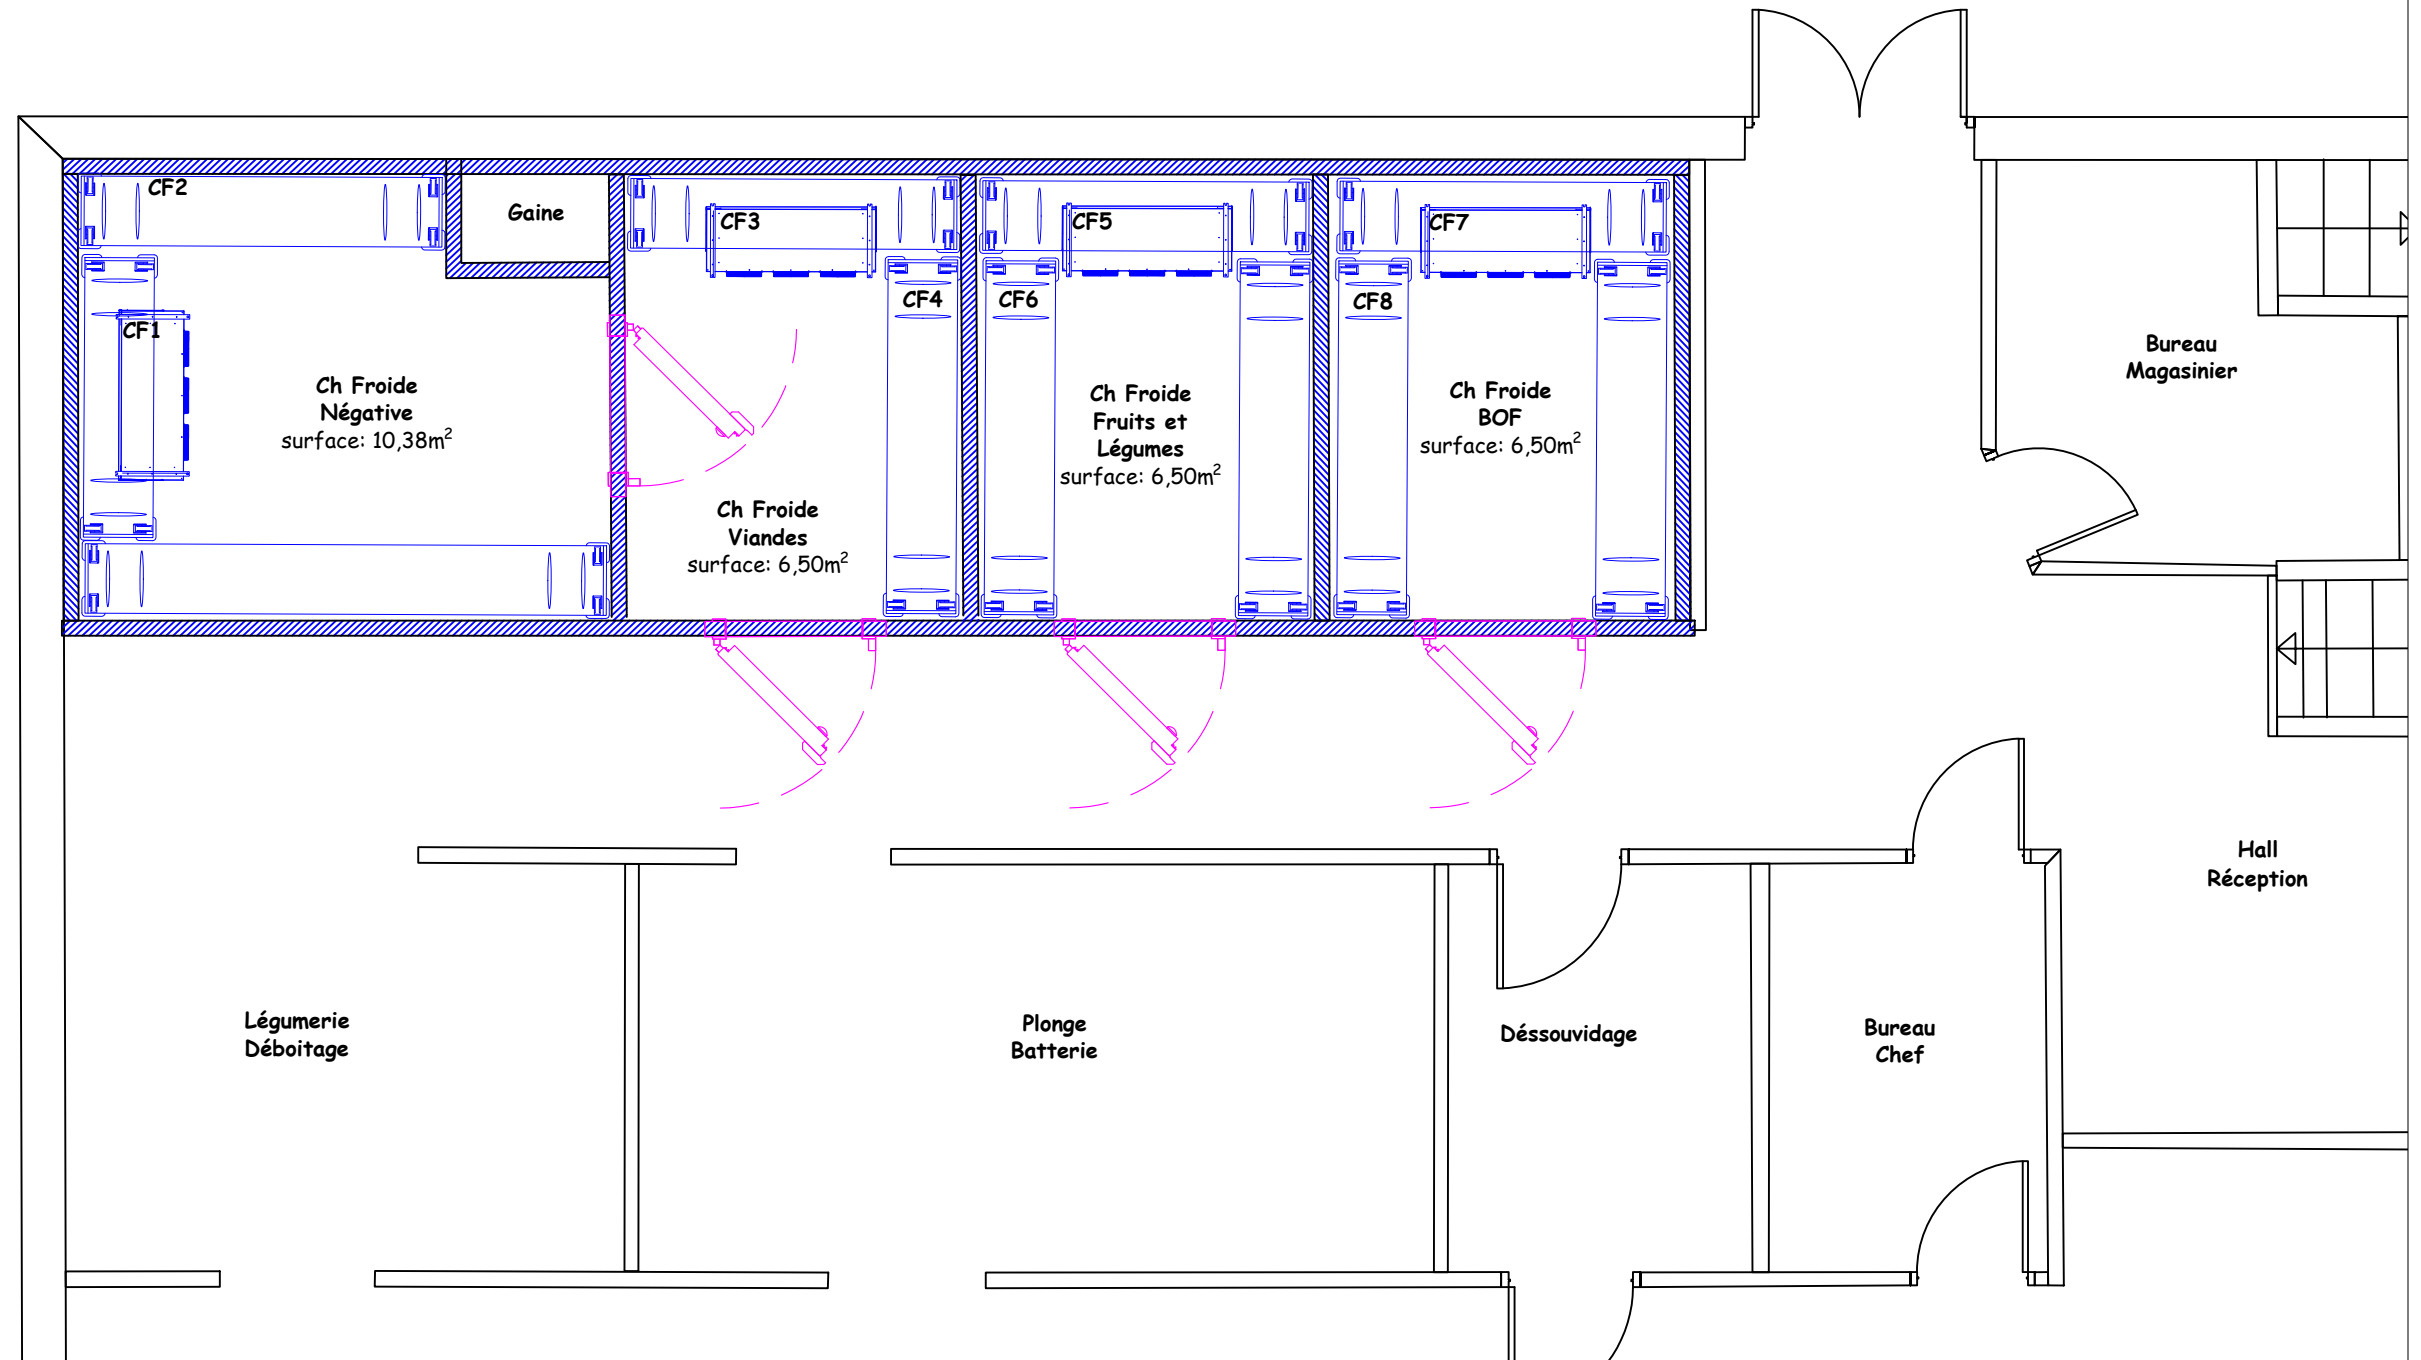 CF2
Gaine
CF3
CF5
CF7
CF4
CF6
CF8
CF1
Ch Froide
Négative
surface: 10,38m²
Ch Froide
Viandes
surface: 6,50m²
Ch Froide
Fruits et
Légumes
surface: 6,50m²
Ch Froide
BOF
surface: 6,50m²
Bureau
Magasinier
Hall
Réception
Légumerie
Déboitage
Plonge
Batterie
Déssouvidage
Bureau
Chef